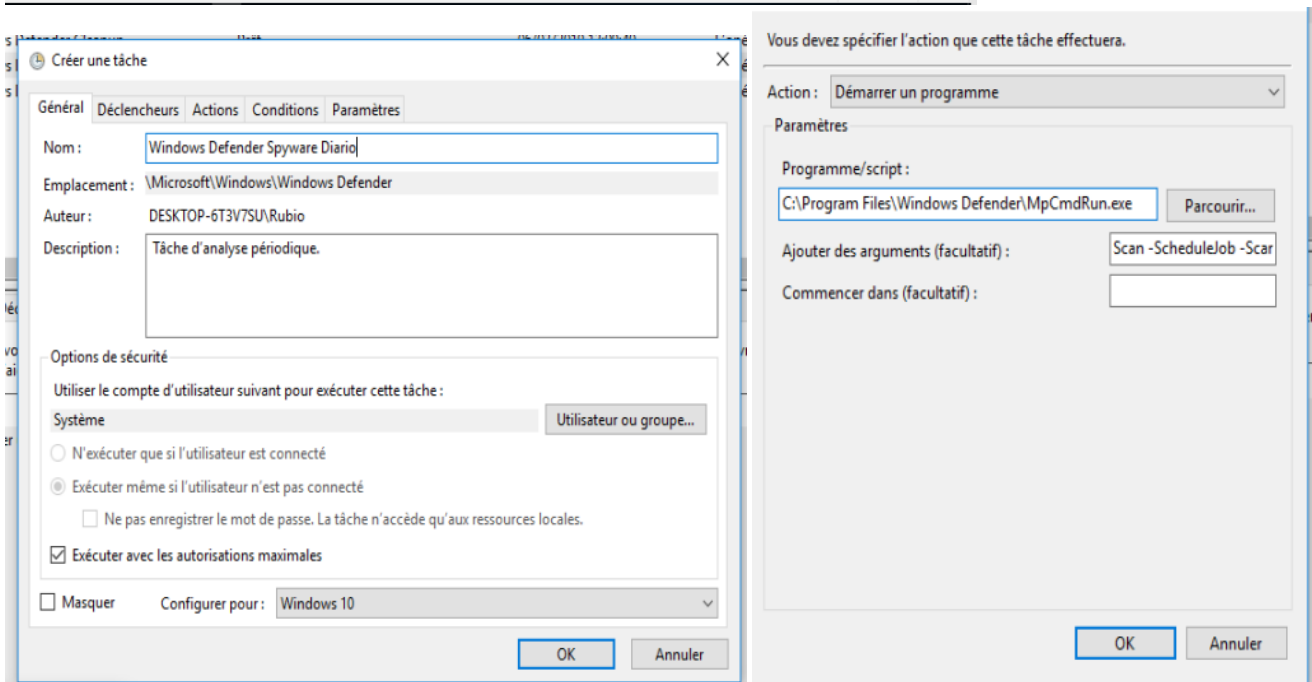 Créer une tâche
Général Déclencheurs Actions Conditions Paramètres
Nom :
Windows Defender Spyware Diario
Emplacement : \Microsoft\Windows\Windows Defender
Auteur : DESKTOP-6T3V7SU\Rubio
Description : Tâche d'analyse périodique.
Options de sécurité
Utiliser le compte d'utilisateur suivant pour exécuter cette tâche :
Système
Utilisateur ou groupe...
N'exécuter que si l'utilisateur est connecté
Exécuter même si l'utilisateur n'est pas connecté
Ne pas enregistrer le mot de passe. La tâche n'accède qu'aux ressources locales.
Exécuter avec les autorisations maximales
Masquer Configurer pour : Windows 10
OK Annuler
Vous devez spécifier l'action que cette tâche effectuera.
Action : Démarrer un programme
Paramètres
Programme/script :
C:\Program Files\Windows Defender\MpCmdRun.exe Parcourir...
Ajouter des arguments (facultatif) : Scan -ScheduleJob -Scar
Commencer dans (facultatif) :
OK Annuler